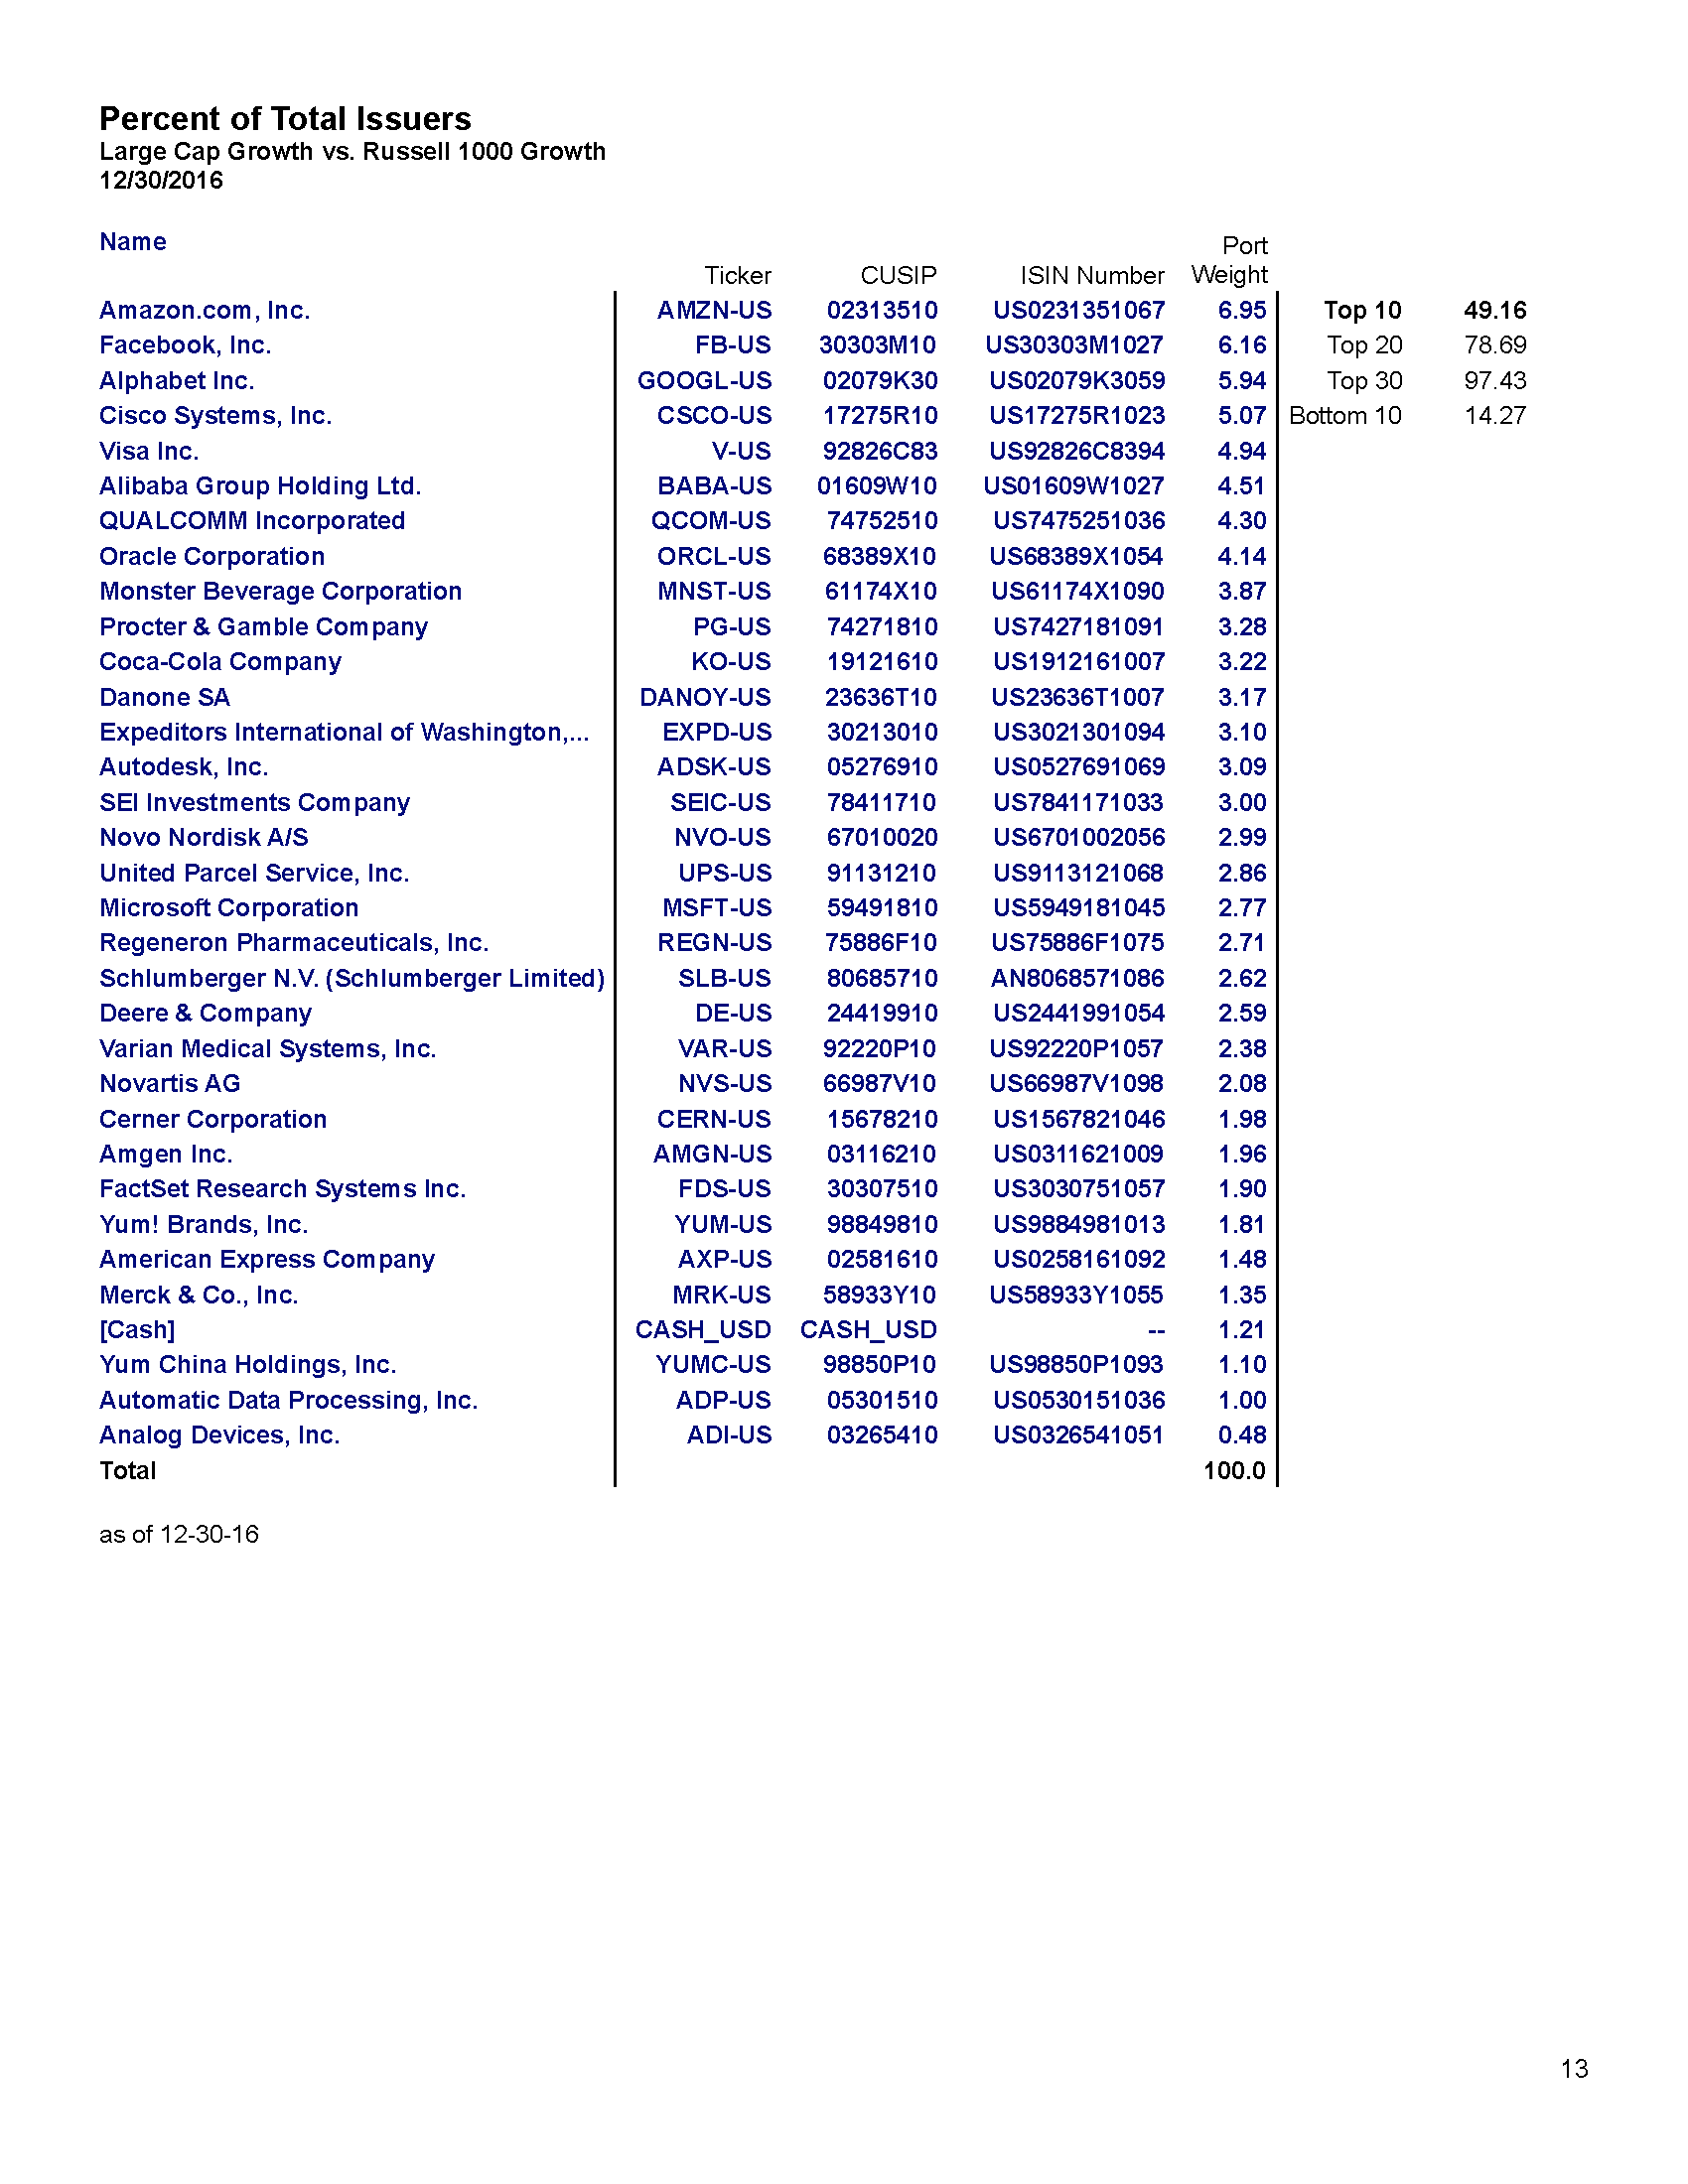 Percent of Total Issuers
Large Cap Growth vs. Russell 1000 Growth
12/30/2016
Name Ticker CUSIP ISIN Number Port Weight
Amazon.com, Inc. AMZN-US 02313510 US0231351067 6.95 Top 10 49.16
Facebook, Inc. FB-US 30303M10 US30303M1027 6.16 Top 20 78.69
Alphabet Inc. GOOGL-US 02079K30 US02079K3059 5.94 Top 30 97.43
Cisco Systems, Inc. CSCO-US 17275R10 US17275R1023 5.07 Bottom 10 14.27
Visa Inc. V-US 92826C83 US92826C8394 4.94
Alibaba Group Holding Ltd. BABA-US 01609W10 US01609W1027 4.51
QUALCOMM Incorporated QCOM-US 74752510 US7475251036 4.30
Oracle Corporation ORCL-US 68389X10 US68389X1054 4.14
Monster Beverage Corporation MNST-US 61174X10 US61174X1090 3.87
Procter & Gamble Company PG-US 74271810 US7427181091 3.28
Coca-Cola Company KO-US 19121610 US1912161007 3.22
Danone SA DANOY-US 23636T10 US23636T1007 3.17
Expeditors International of Washington,... EXPD-US 30213010 US3021301094 3.10
Autodesk, Inc. ADSK-US 05276910 US0527691069 3.09
SEI Investments Company SEIC-US 78411710 US7841171033 3.00
Novo Nordisk A/S NVO-US 67010020 US6701002056 2.99
United Parcel Service, Inc. UPS-US 91131210 US9113121068 2.86
Microsoft Corporation MSFT-US 59491810 US5949181045 2.77
Regeneron Pharmaceuticals, Inc. REGN-US 75886F10 US75886F1075 2.71
Schlumberger N.V. (Schlumberger Limited) SLB-US 80685710 AN8068571086 2.62
Deere & Company DE-US 24419910 US2441991054 2.59
Varian Medical Systems, Inc. VAR-US 92220P10 US92220P1057 2.38
Novartis AG NVS-US 66987V10 US66987V1098 2.08
Cerner Corporation CERN-US 15678210 US1567821046 1.98
Amgen Inc. AMGN-US 03116210 US0311621009 1.96
FactSet Research Systems Inc. FDS-US 30307510 US3030751057 1.90
Yum! Brands, Inc. YUM-US 98849810 US9884981013 1.81
American Express Company AXP-US 02581610 US0258161092 1.48
Merck & Co., Inc. MRK-US 58933Y10 US58933Y1055 1.35
[Cash] CASH_USD CASH_USD -- 1.21
Yum China Holdings, Inc. YUMC-US 98850P10 US98850P1093 1.10
Automatic Data Processing, Inc. ADP-US 05301510 US0530151036 1.00
Analog Devices, Inc. ADI-US 03265410 US0326541051 0.48
Total 100.0
as of 12-30-16
13